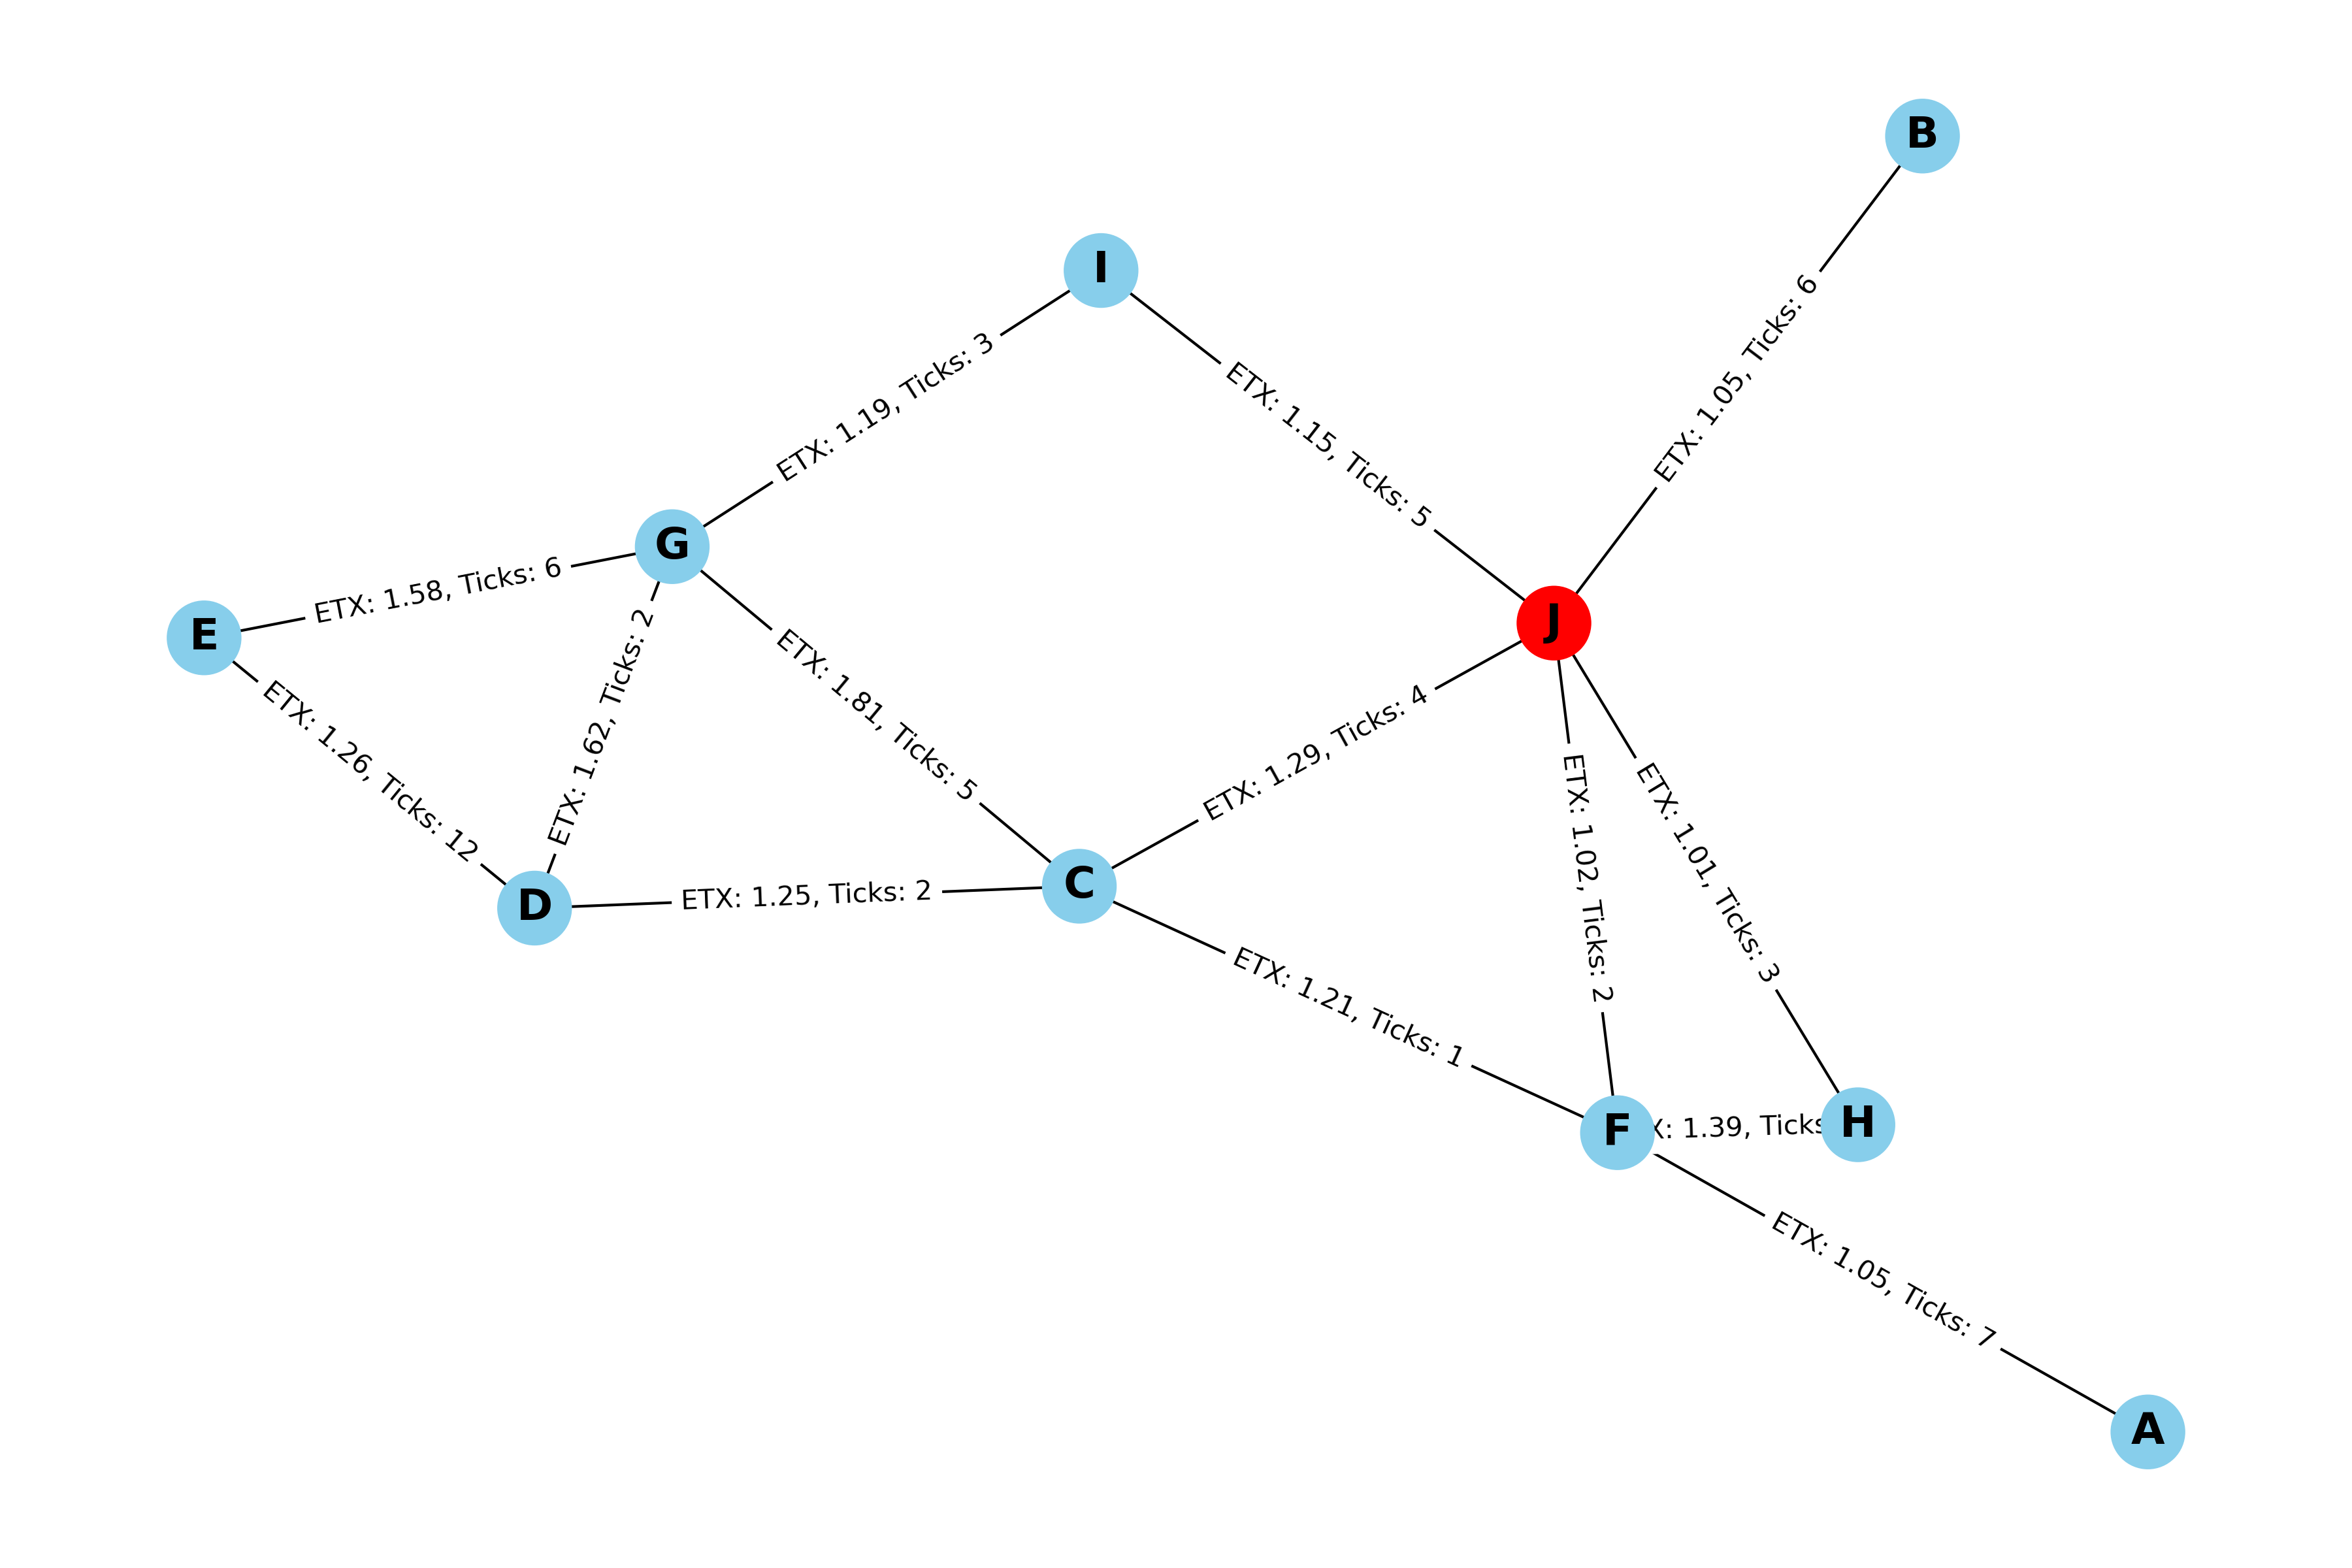 B
I
ETX: 1.05, Ticks: 6
ETX: 1.19, Ticks: 3
ETX: 1.15, Ticks: 5
G
ETX: 1.58, Ticks: 6
J
E
ETX: 1.62, Ticks: 2
ETX: 1.81, Ticks: 5
ETX: 1.26, Ticks: 12
ETX: 1.29, Ticks: 4
ETX: 1.02, Ticks: 2
ETX: 1.01, Ticks: 3
C
D
ETX: 1.25, Ticks: 2
ETX: 1.21, Ticks: 1
F
X: 1.39, Ticks
H
ETX: 1.05, Ticks: 7
A